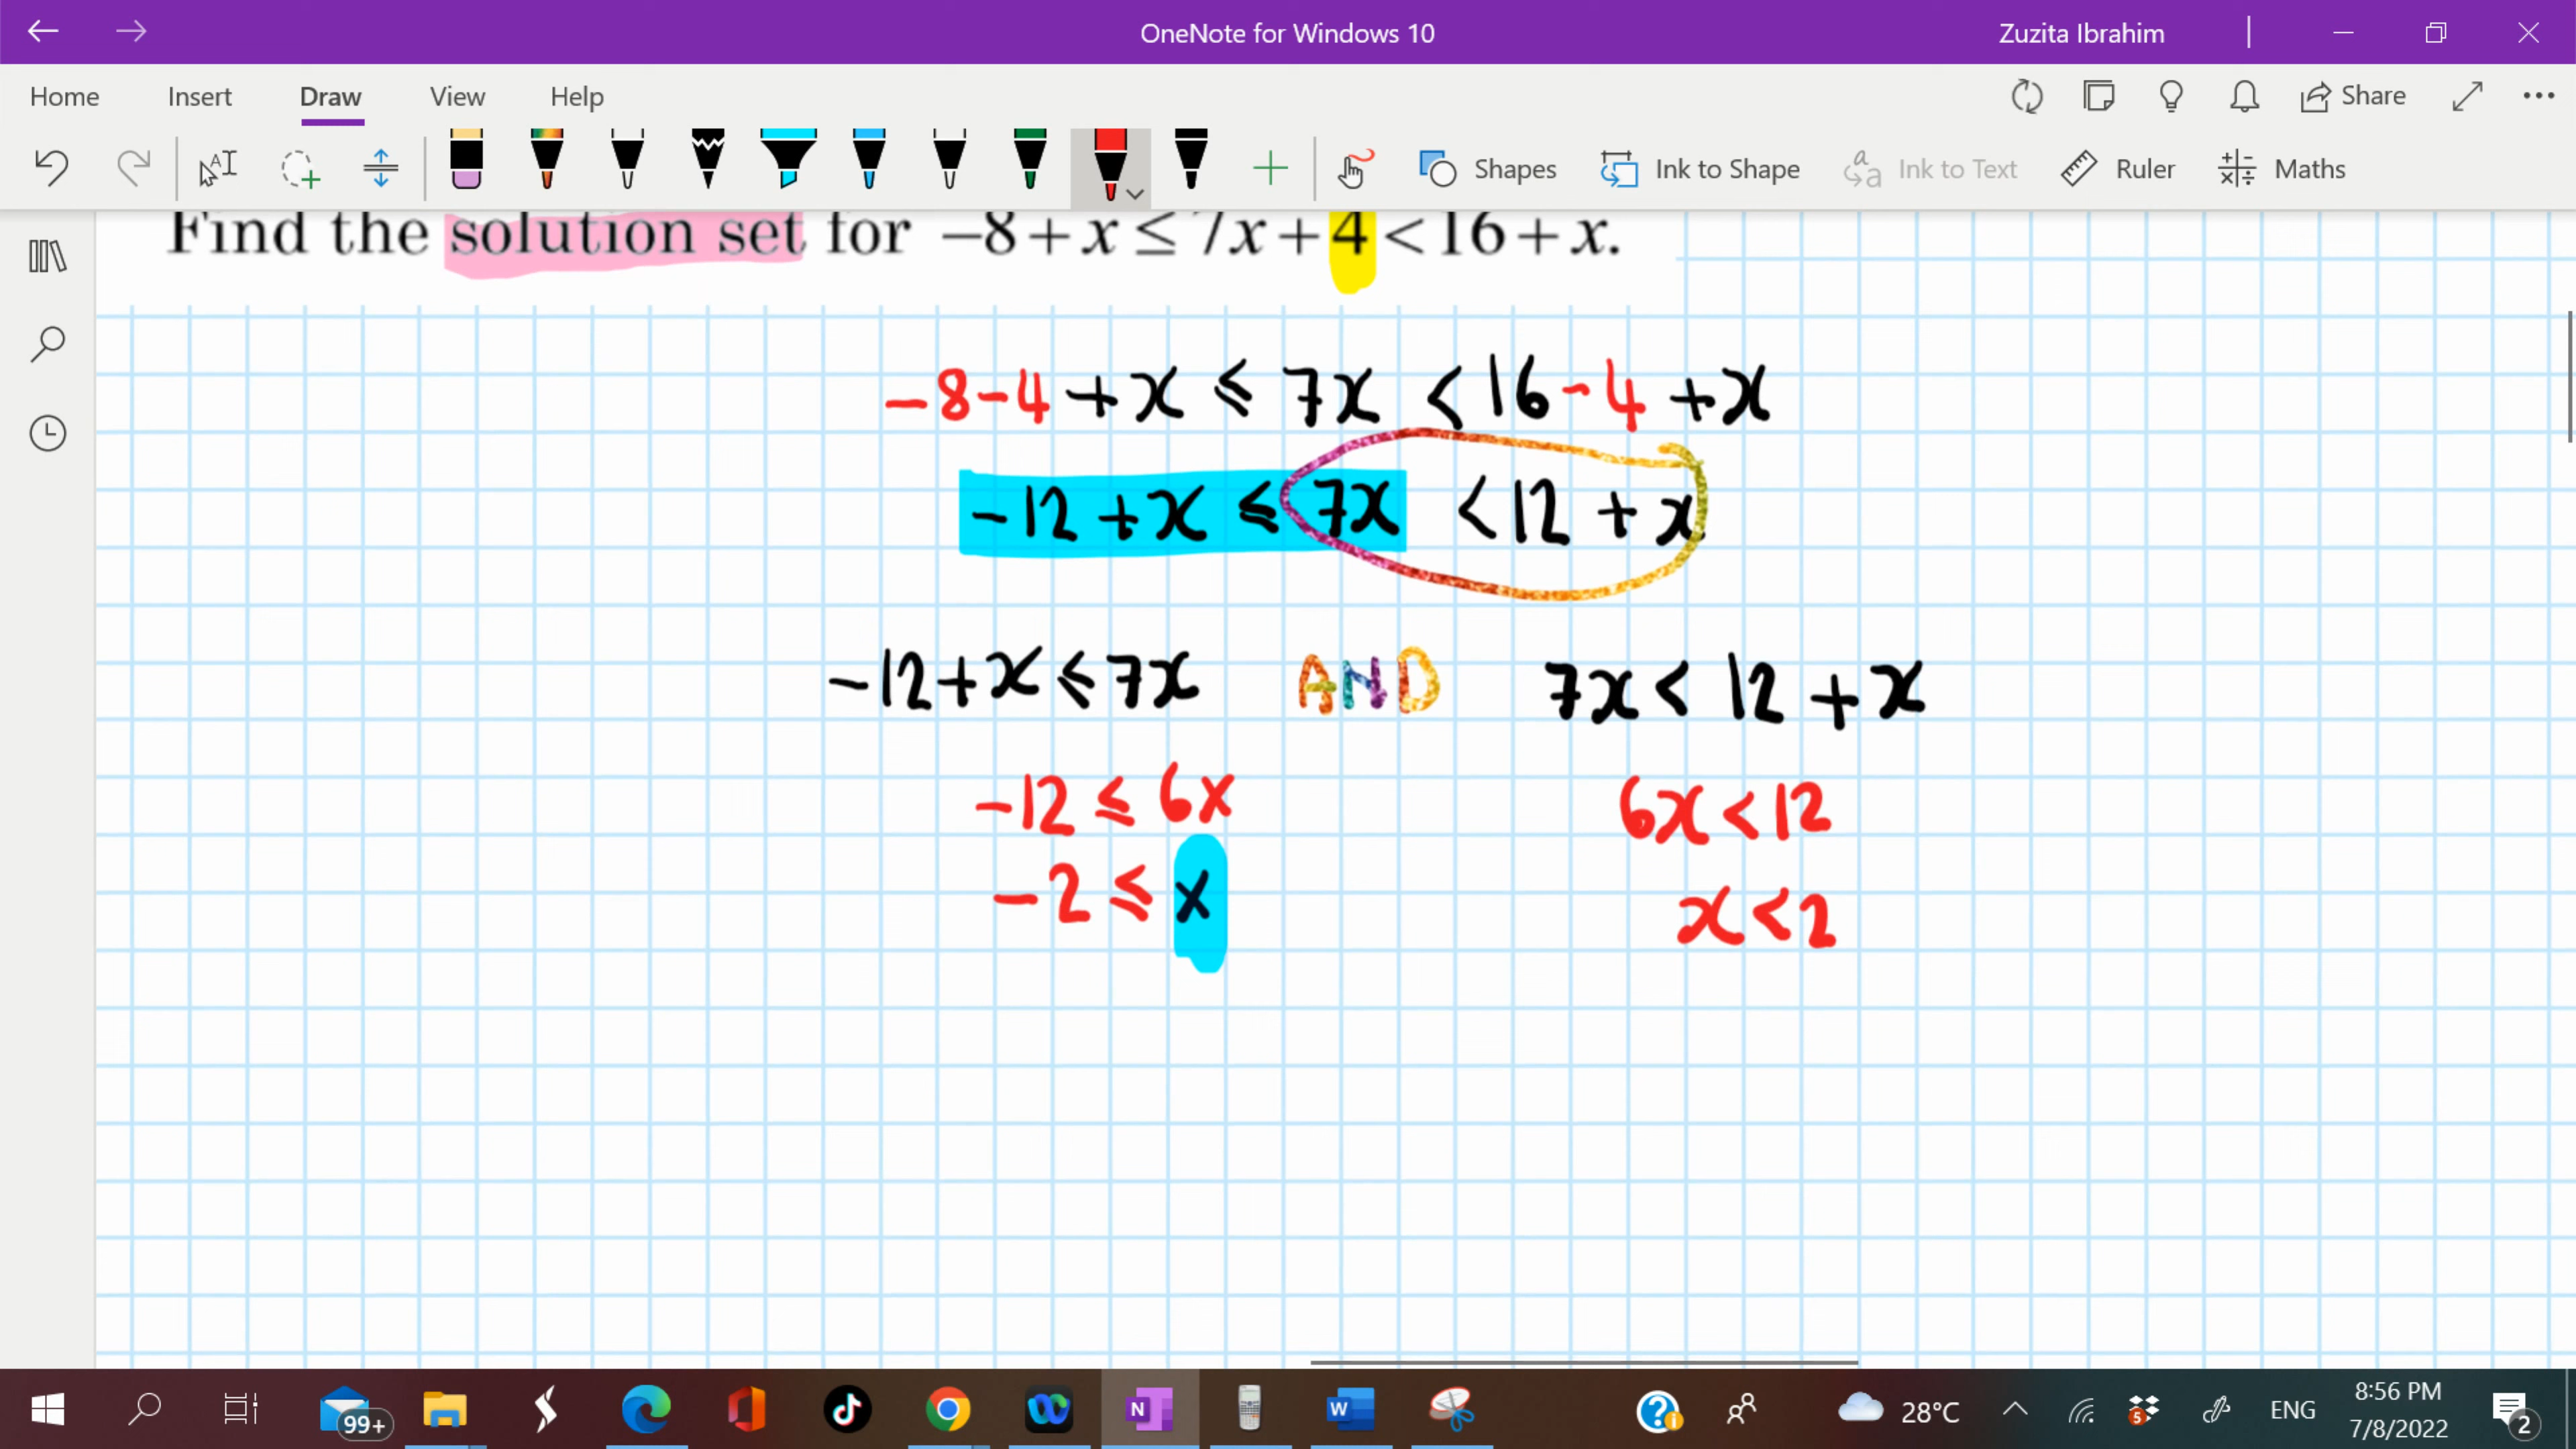 OneNote for Windows 10
Zuzita Ibrahim
Home Insert Draw View Help
Share
Shapes Ink to Shape Ink to Text Ruler Maths
Find the solution set for −8 + x ≤ 7x + 4 < 16 + x.
-8-4 + x ≤ 7x < 16 - 4 + x
-12 + x ≤ 7x < 12 + x
-12 + x ≤ 7x AND 7x < 12 + x
-12 ≤ 6x 6x < 12
-2 ≤ x x < 2
99+
N
W
5
28°C
ENG
8:56 PM
7/8/2022
2